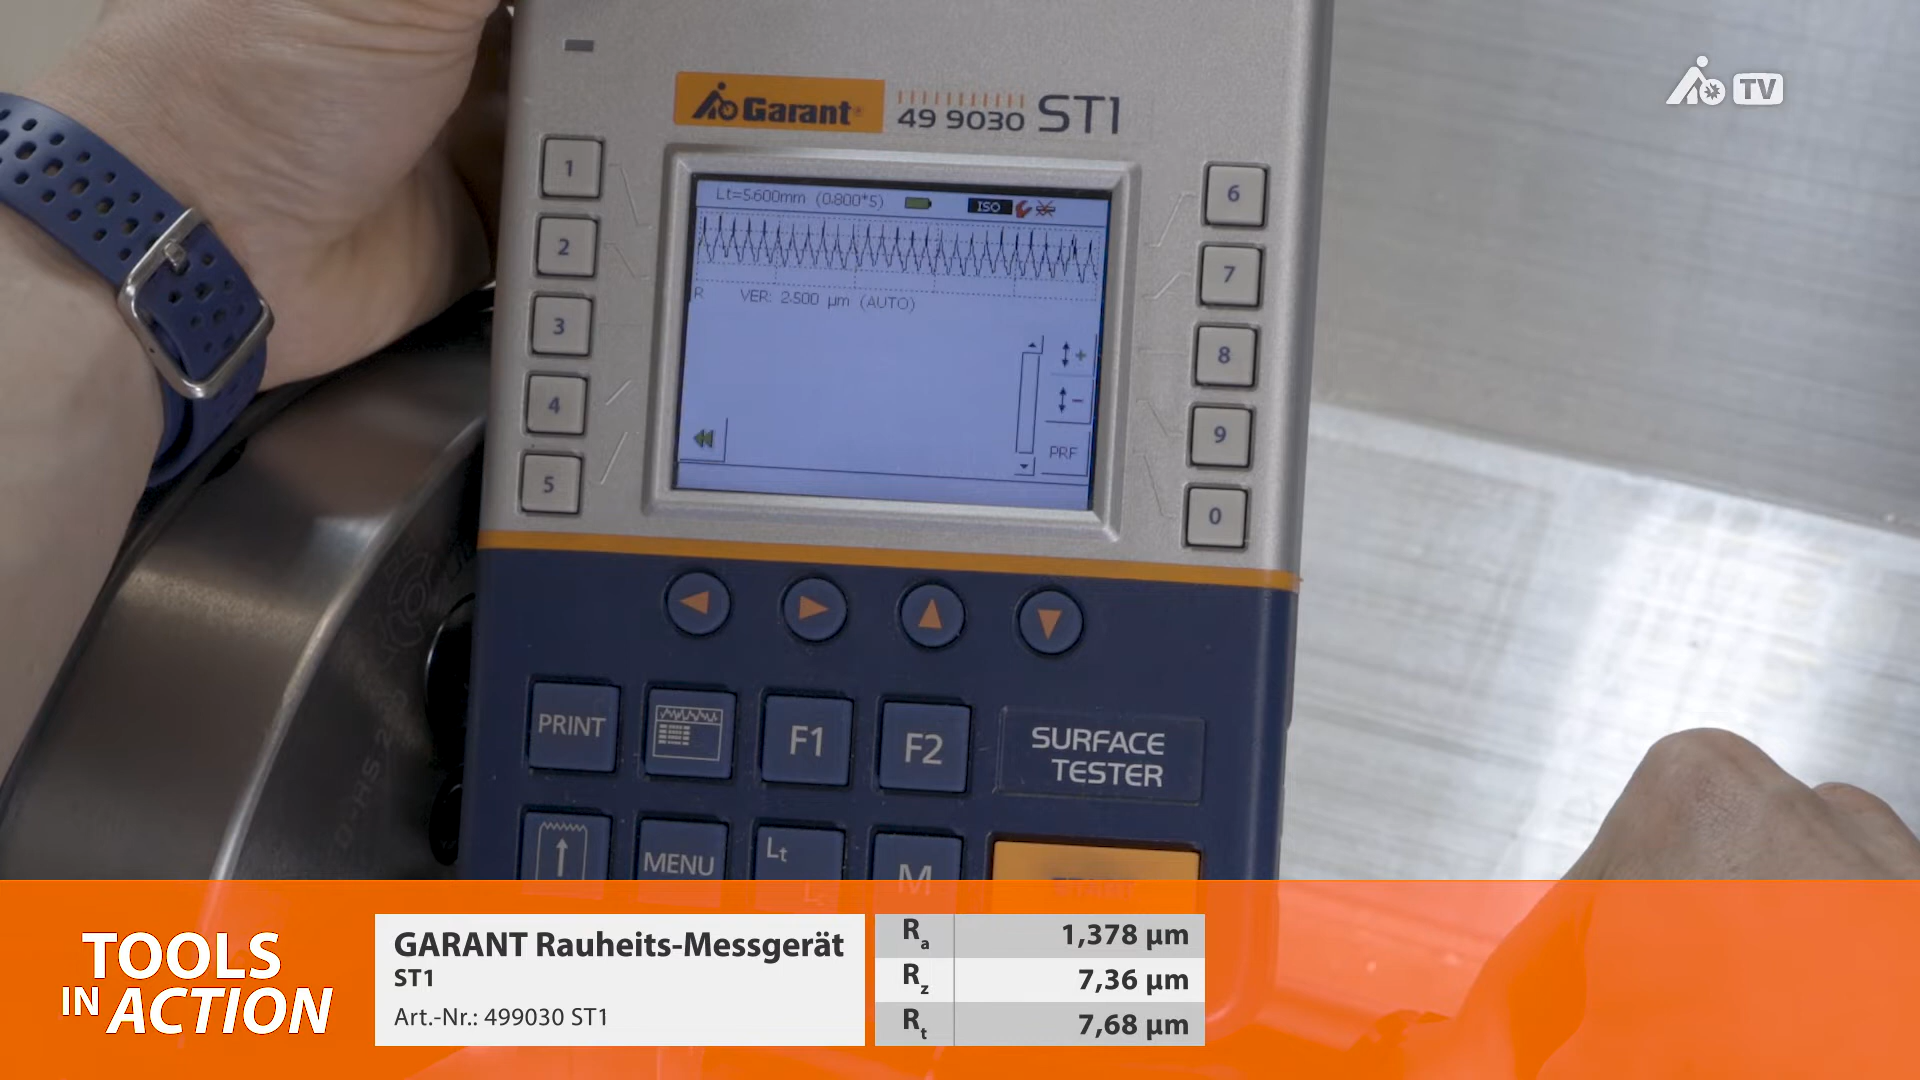 TV
Garant
49 9030 ST1
1
2
3
4
5
6
7
8
9
0
Lt=5.600mm (0.800*5)
ISO
R
VER: 2.500 µm (AUTO)
PRF
PRINT
F1
F2
SURFACE
TESTER
MENU
Lt
M
TOOLS
IN ACTION
GARANT Rauheits-Messgerät
ST1
Art.-Nr.: 499030 ST1
Ra 1,378 µm
Rz 7,36 µm
Rt 7,68 µm